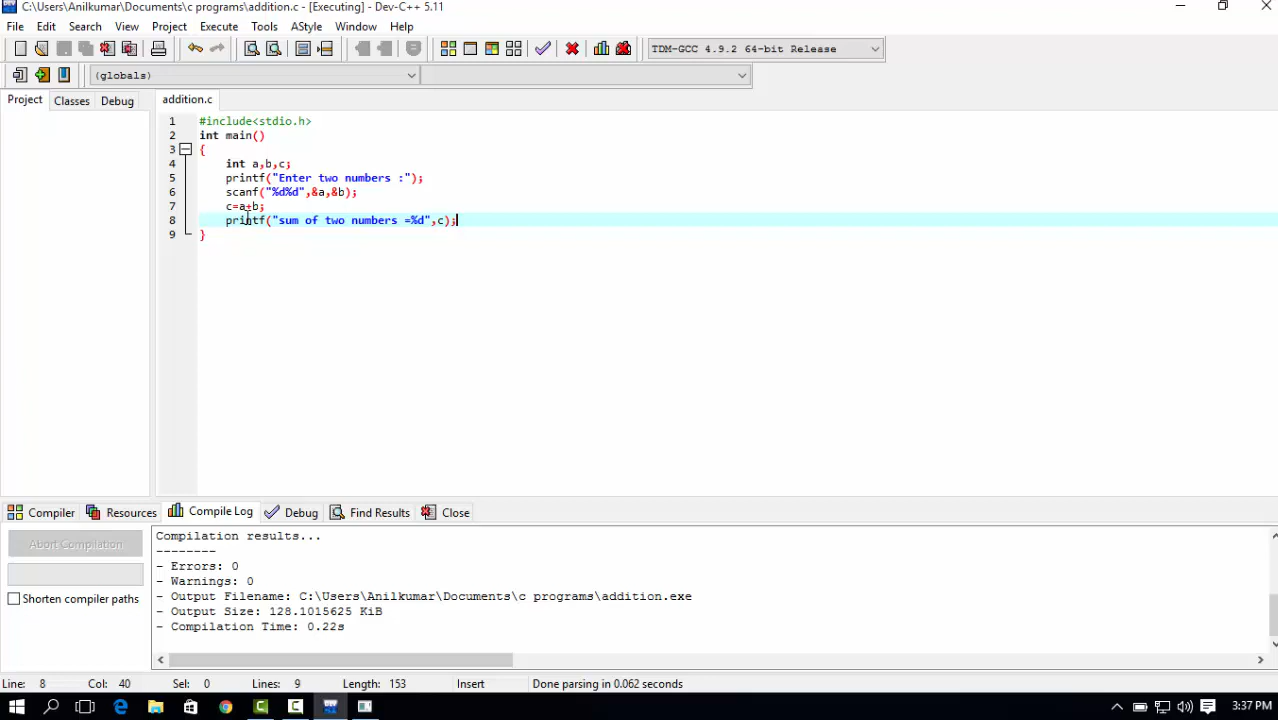 C:\Users\Anilkumar\Documents\c programs\addition.c - [Executing] - Dev-C++ 5.11
File Edit Search View Project Execute Tools AStyle Window Help
TDM-GCC 4.9.2 64-bit Release
(globals)
Project Classes Debug addition.c
1 #include<stdio.h>
2 int main()
3 {
4 int a,b,c;
5 printf("Enter two numbers :");
6 scanf("%d%d",&a,&b);
7 c=a+b;
8 printf("sum of two numbers =%d",c);
9 }
Compiler Resources Compile Log Debug Find Results Close
Abort Compilation
Shorten compiler paths
Compilation results...
--------
- Errors: 0
- Warnings: 0
- Output Filename: C:\Users\Anilkumar\Documents\c programs\addition.exe
- Output Size: 128.1015625 KiB
- Compilation Time: 0.22s
Line: 8 Col: 40 Sel: 0 Lines: 9 Length: 153 Insert Done parsing in 0.062 seconds
3:37 PM